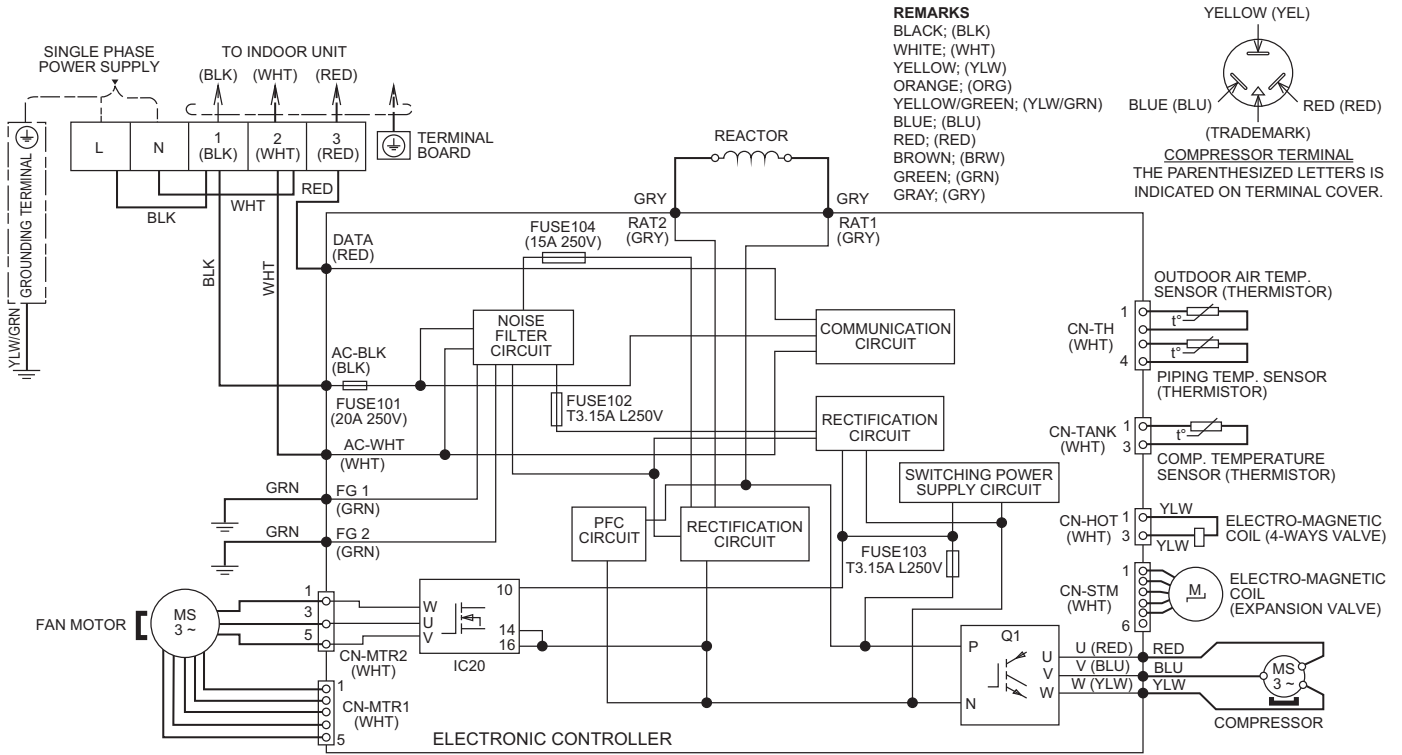 REMARKS
BLACK; (BLK)
WHITE; (WHT)
YELLOW; (YLW)
ORANGE; (ORG)
YELLOW/GREEN; (YLW/GRN)
BLUE; (BLU)
RED; (RED)
BROWN; (BRW)
GREEN; (GRN)
GRAY; (GRY)
YELLOW (YEL)
BLUE (BLU)
RED (RED)
(TRADEMARK)
COMPRESSOR TERMINAL
THE PARENTHESIZED LETTERS IS
INDICATED ON TERMINAL COVER.
SINGLE PHASE
POWER SUPPLY
TO INDOOR UNIT
(BLK)
(WHT)
(RED)
L
N
1
(BLK)
2
(WHT)
3
(RED)
TERMINAL
BOARD
GROUNDING TERMINAL
YLW/GRN
BLK
WHT
RED
BLK
WHT
REACTOR
GRY
GRY
RAT2
(GRY)
RAT1
(GRY)
DATA
(RED)
FUSE104
(15A 250V)
NOISE
FILTER
CIRCUIT
COMMUNICATION
CIRCUIT
AC-BLK
(BLK)
FUSE101
(20A 250V)
FUSE102
T3.15A L250V
RECTIFICATION
CIRCUIT
AC-WHT
(WHT)
SWITCHING POWER
SUPPLY CIRCUIT
GRN
FG 1
(GRN)
GRN
FG 2
(GRN)
PFC
CIRCUIT
RECTIFICATION
CIRCUIT
FUSE103
T3.15A L250V
OUTDOOR AIR TEMP.
SENSOR (THERMISTOR)
1
t°
CN-TH
(WHT)
t°
4
PIPING TEMP. SENSOR
(THERMISTOR)
CN-TANK
(WHT)
1
3
t°
COMP. TEMPERATURE
SENSOR (THERMISTOR)
CN-HOT
(WHT)
1
3
YLW
YLW
ELECTRO-MAGNETIC
COIL (4-WAYS VALVE)
CN-STM
(WHT)
1
6
M
ELECTRO-MAGNETIC
COIL
(EXPANSION VALVE)
FAN MOTOR
MS
3 ~
1
3
5
CN-MTR2
(WHT)
W
U
V
10
14
16
IC20
1
CN-MTR1
(WHT)
5
Q1
P
N
U
V
W
U (RED)
V (BLU)
W (YLW)
RED
BLU
YLW
MS
3 ~
COMPRESSOR
ELECTRONIC CONTROLLER